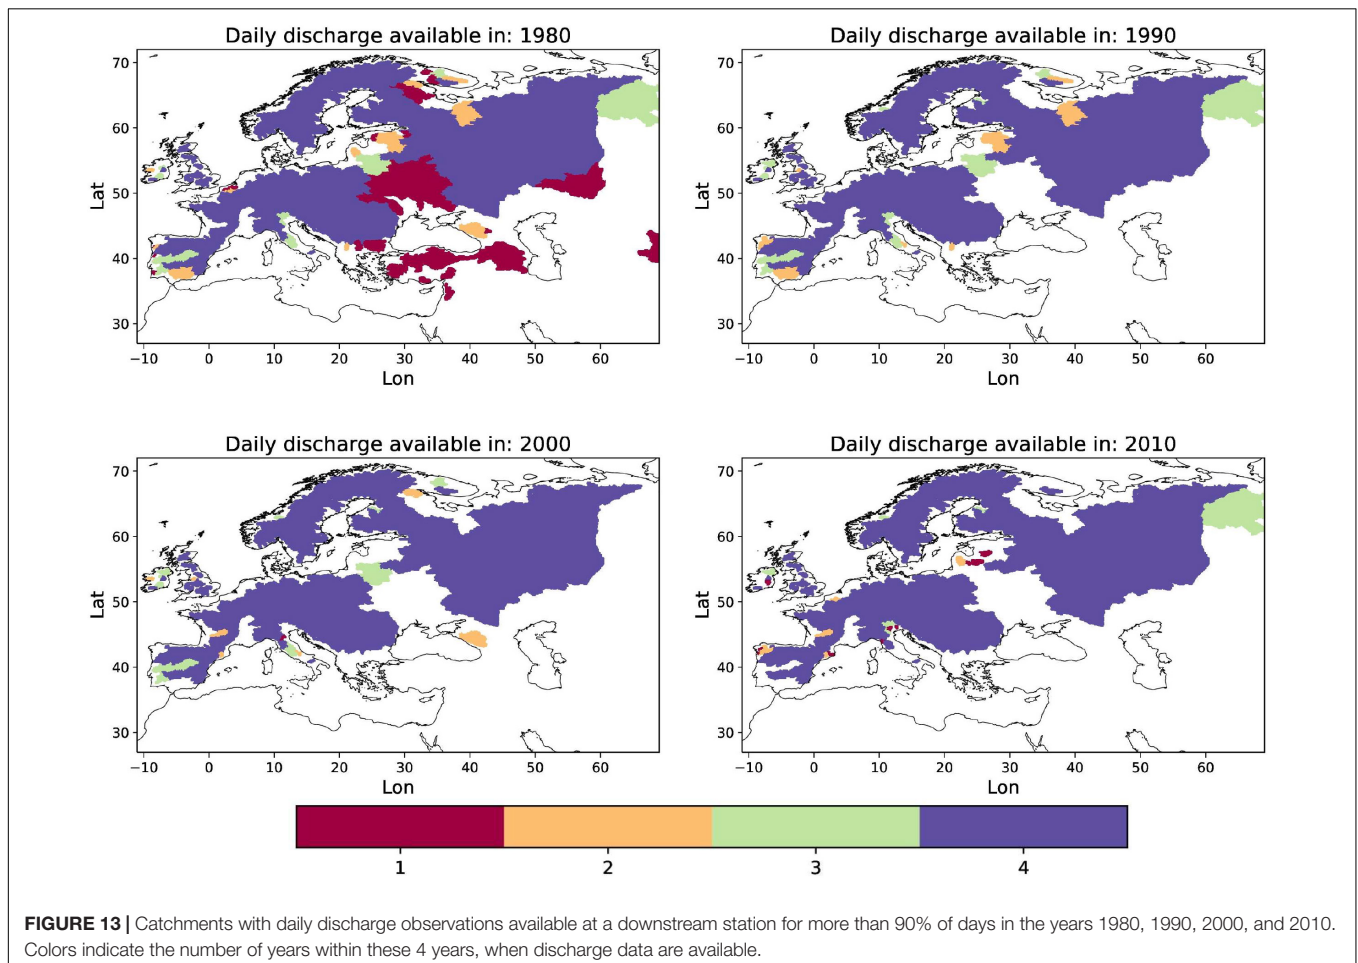 Daily discharge available in: 1980
Daily discharge available in: 1990
70
60
50
40
30
Lat
−10 0 10 20 30 40 50 60
Lon
70
60
50
40
30
Lat
−10 0 10 20 30 40 50 60
Lon
Daily discharge available in: 2000
Daily discharge available in: 2010
70
60
50
40
30
Lat
−10 0 10 20 30 40 50 60
Lon
70
60
50
40
30
Lat
−10 0 10 20 30 40 50 60
Lon
1 2 3 4
FIGURE 13 | Catchments with daily discharge observations available at a downstream station for more than 90% of days in the years 1980, 1990, 2000, and 2010.
Colors indicate the number of years within these 4 years, when discharge data are available.